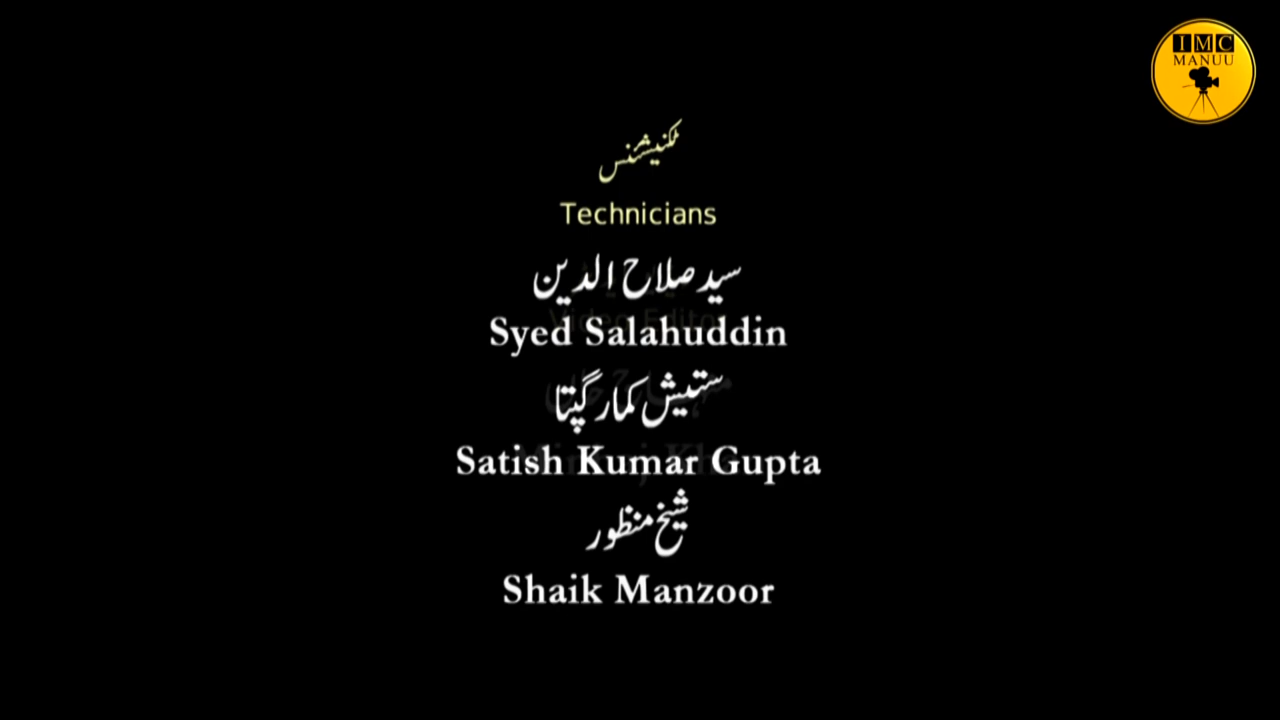 IMC
MANUU
ٹکنیشنس
Technicians
سید صلاح الدین
Syed Salahuddin
ستیش کمار گپتا
Satish Kumar Gupta
شیخ منظور
Shaik Manzoor